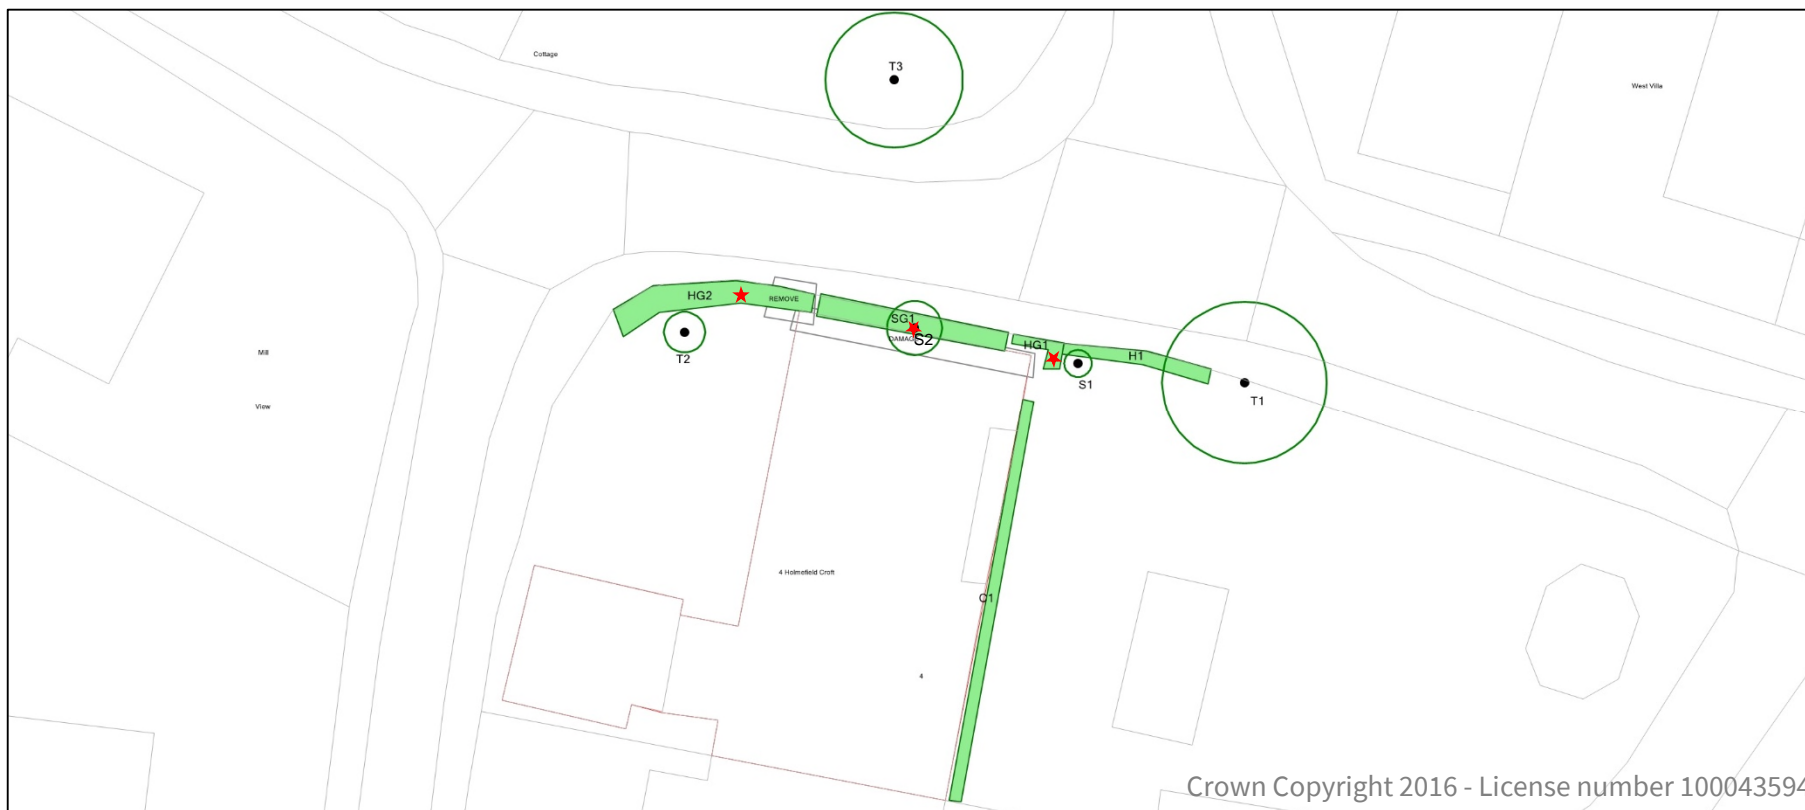 Cottage
T3
West Villa
HG2
REMOVE
SG1
S2
HG1
H1
S1
T2
T1
Mill
View
4 Holmefield Croft
C1
4
Crown Copyright 2016 - License number 100043594